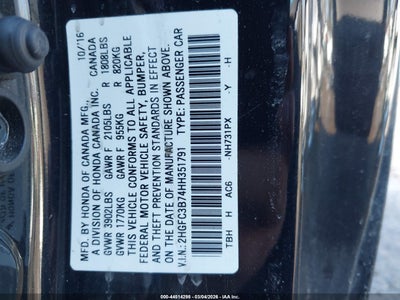 MFD. BY HONDA OF CANADA MFG., 10/'16
A DIVISION OF HONDA CANADA INC. CANADA
GVWR 3902LBS GAWR F 2105LBS R 1808LBS
GVWR 1770KG GAWR F 955KG R 820KG
THIS VEHICLE CONFORMS TO ALL APPLICABLE
FEDERAL MOTOR VEHICLE SAFETY, BUMPER,
AND THEFT PREVENTION STANDARDS IN EFFECT
ON THE DATE OF MANUFACTURE SHOWN ABOVE.
V.I.N.: 2HGFC3B74HH351791 TYPE: PASSENGER CAR
TBH H AC6 -NH731PX Y -H
ID: 44914266 IAA 03/04/2026